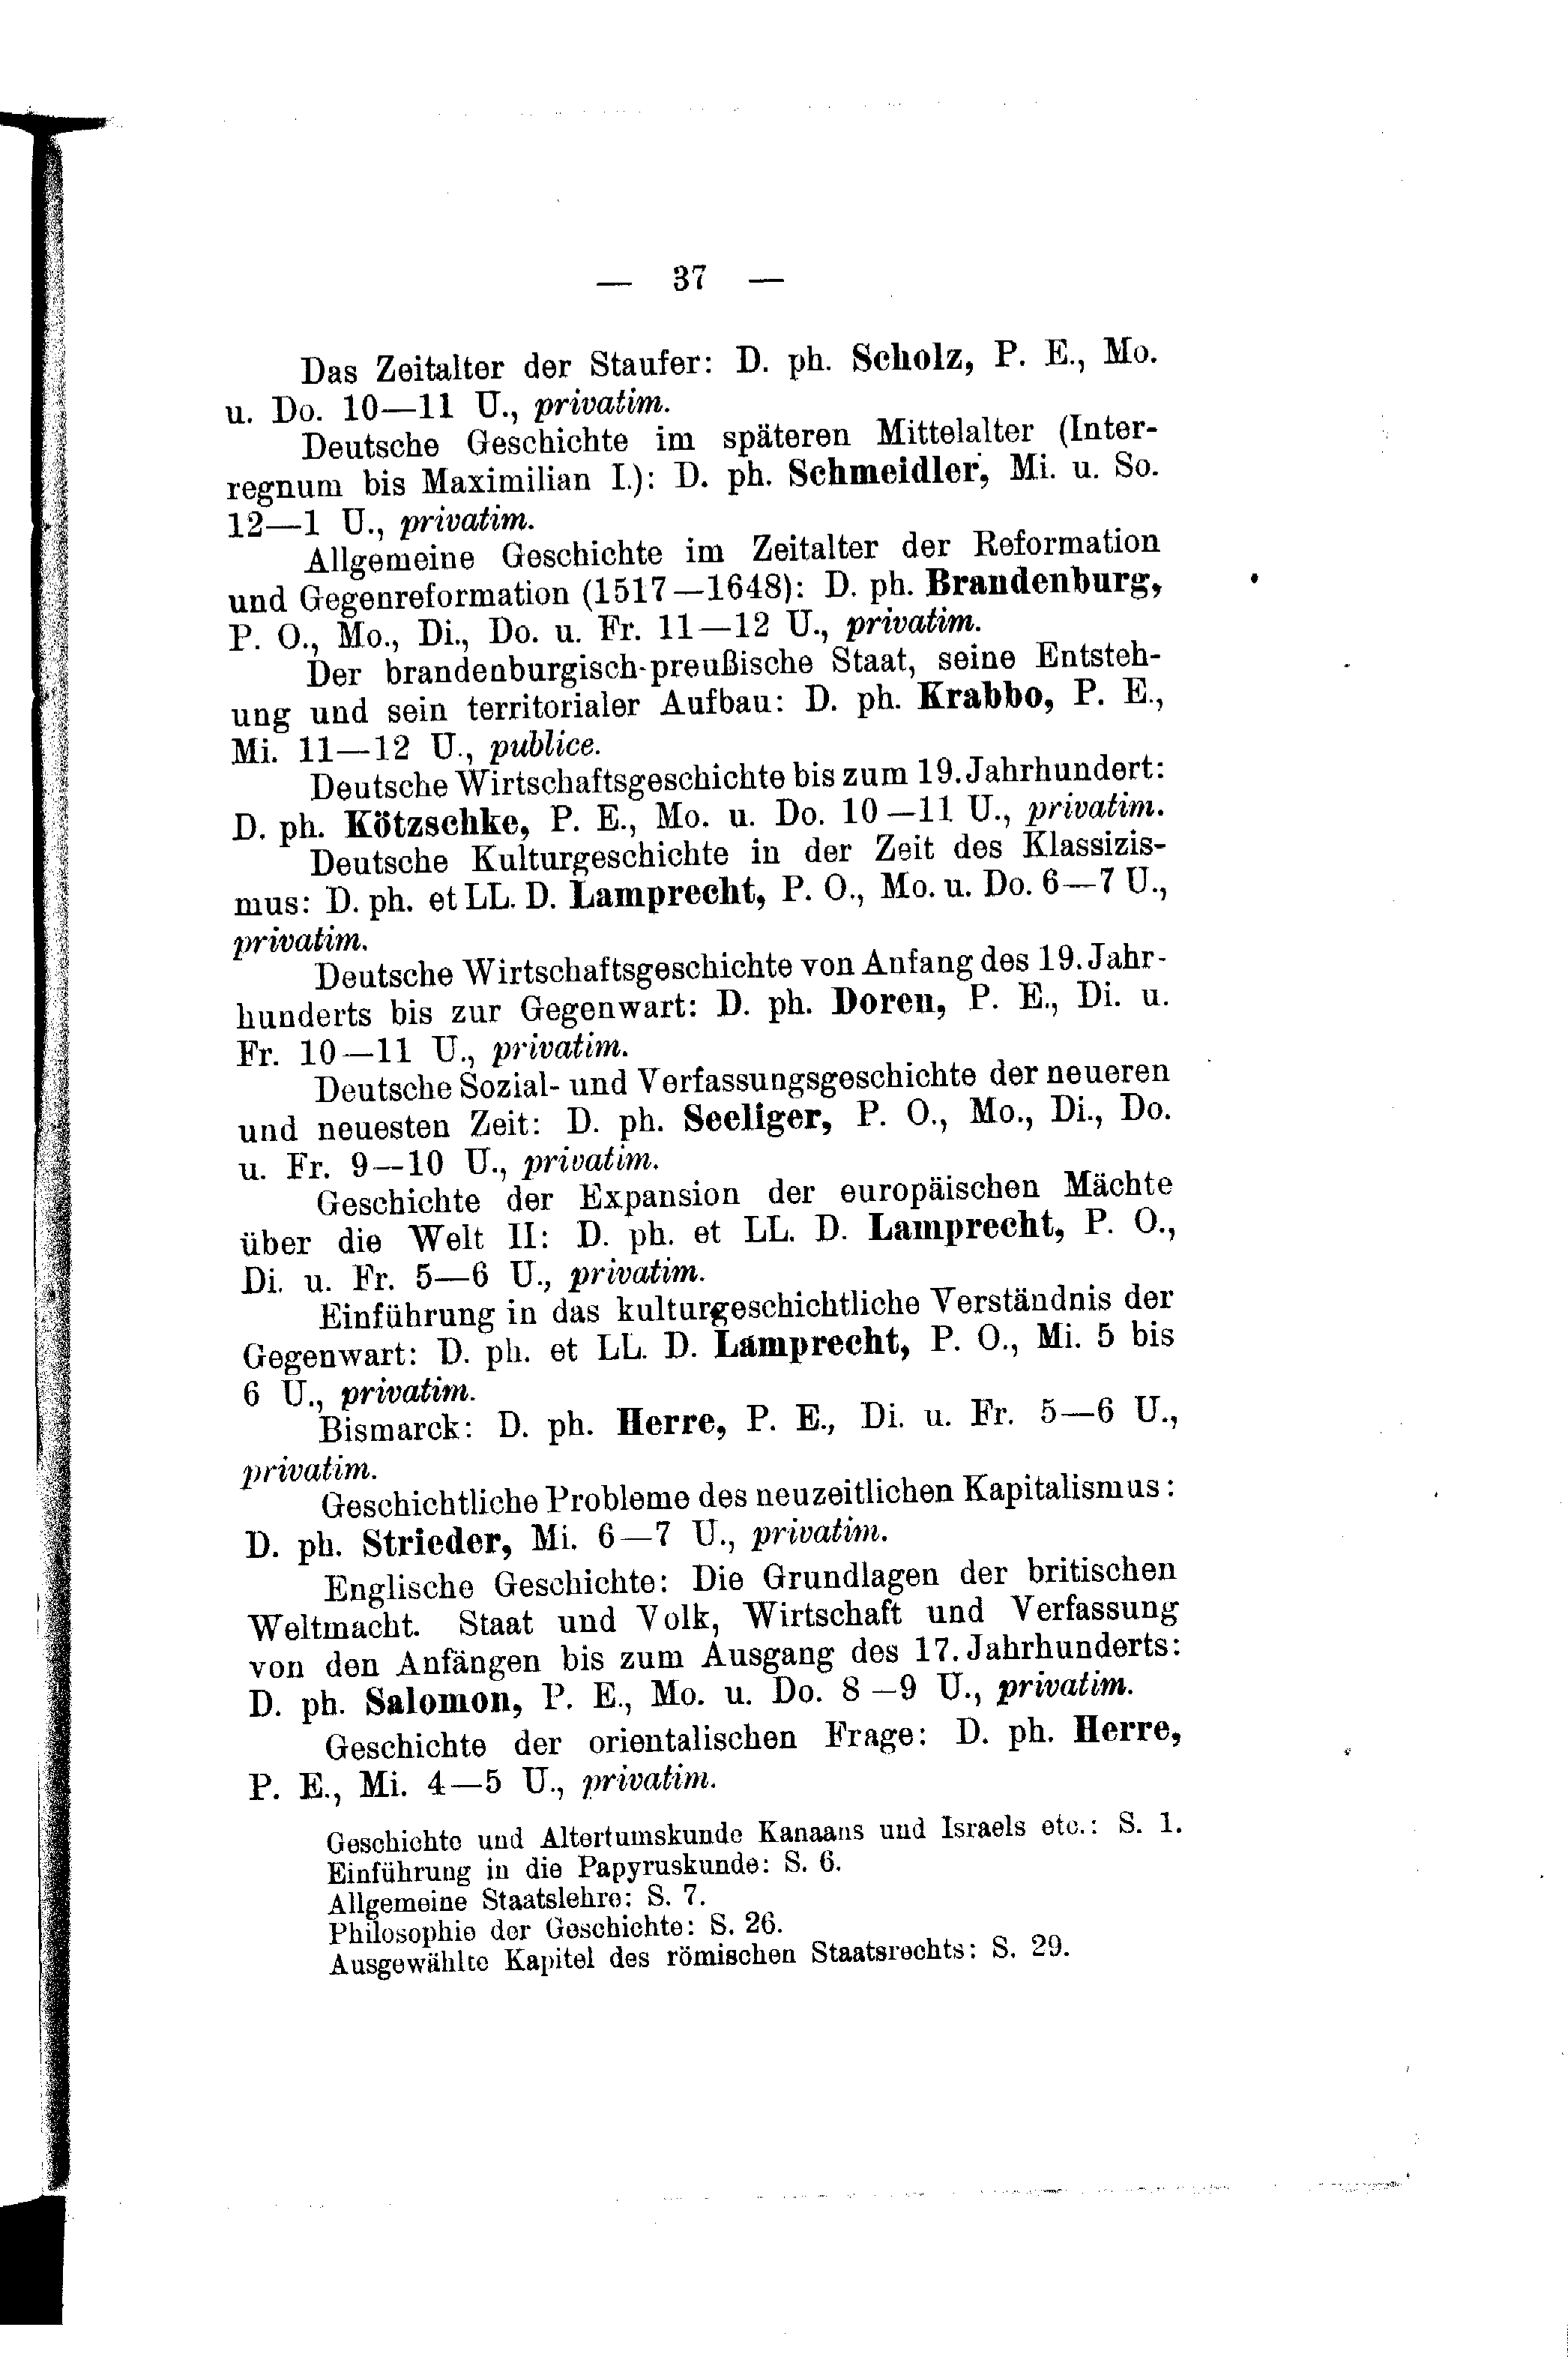 — 37 —
Das Zeitalter der Staufer: D. ph. Scholz, P. E., Mo.
u. Do. 10—11 U., privatim.
Deutsche Geschichte im späteren Mittelalter (Inter-
regnum bis Maximilian I.): D. ph. Schmeidler, Mi. u. So.
12—1 U., privatim.
Allgemeine Geschichte im Zeitalter der Reformation
und Gegenreformation (1517—1648): D. ph. Brandenburg,
P. O., Mo., Di., Do. u. Fr. 11—12 U., privatim.
Der brandenburgisch-preußische Staat, seine Entsteh-
ung und sein territorialer Aufbau: D. ph. Krabbo, P. E.,
Mi. 11—12 U., publice.
Deutsche Wirtschaftsgeschichte bis zum 19. Jahrhundert:
D. ph. Kötzschke, P. E., Mo. u. Do. 10—11 U., privatim.
Deutsche Kulturgeschichte in der Zeit des Klassizis-
mus: D. ph. et LL. D. Lamprecht, P. O., Mo. u. Do. 6—7 U.,
privatim.
Deutsche Wirtschaftsgeschichte von Anfang des 19. Jahr-
hunderts bis zur Gegenwart: D. ph. Doren, P. E., Di. u.
Fr. 10—11 U., privatim.
Deutsche Sozial- und Verfassungsgeschichte der neueren
und neuesten Zeit: D. ph. Seeliger, P. O., Mo., Di., Do.
u. Fr. 9—10 U., privatim.
Geschichte der Expansion der europäischen Mächte
über die Welt II: D. ph. et LL. D. Lamprecht, P. O.,
Di. u. Fr. 5—6 U., privatim.
Einführung in das kulturgeschichtliche Verständnis der
Gegenwart: D. ph. et LL. D. Lamprecht, P. O., Mi. 5 bis
6 U., privatim.
Bismarck: D. ph. Herre, P. E., Di. u. Fr. 5—6 U.,
privatim.
Geschichtliche Probleme des neuzeitlichen Kapitalismus:
D. ph. Strieder, Mi. 6—7 U., privatim.
Englische Geschichte: Die Grundlagen der britischen
Weltmacht. Staat und Volk, Wirtschaft und Verfassung
von den Anfängen bis zum Ausgang des 17. Jahrhunderts:
D. ph. Salomon, P. E., Mo. u. Do. 8—9 U., privatim.
Geschichte der orientalischen Frage: D. ph. Herre,
P. E., Mi. 4—5 U., privatim.
Geschichte und Altertumskunde Kanaans und Israels etc.: S. 1.
Einführung in die Papyruskunde: S. 6.
Allgemeine Staatslehre: S. 7.
Philosophie der Geschichte: S. 26.
Ausgewählte Kapitel des römischen Staatsrechts: S. 29.